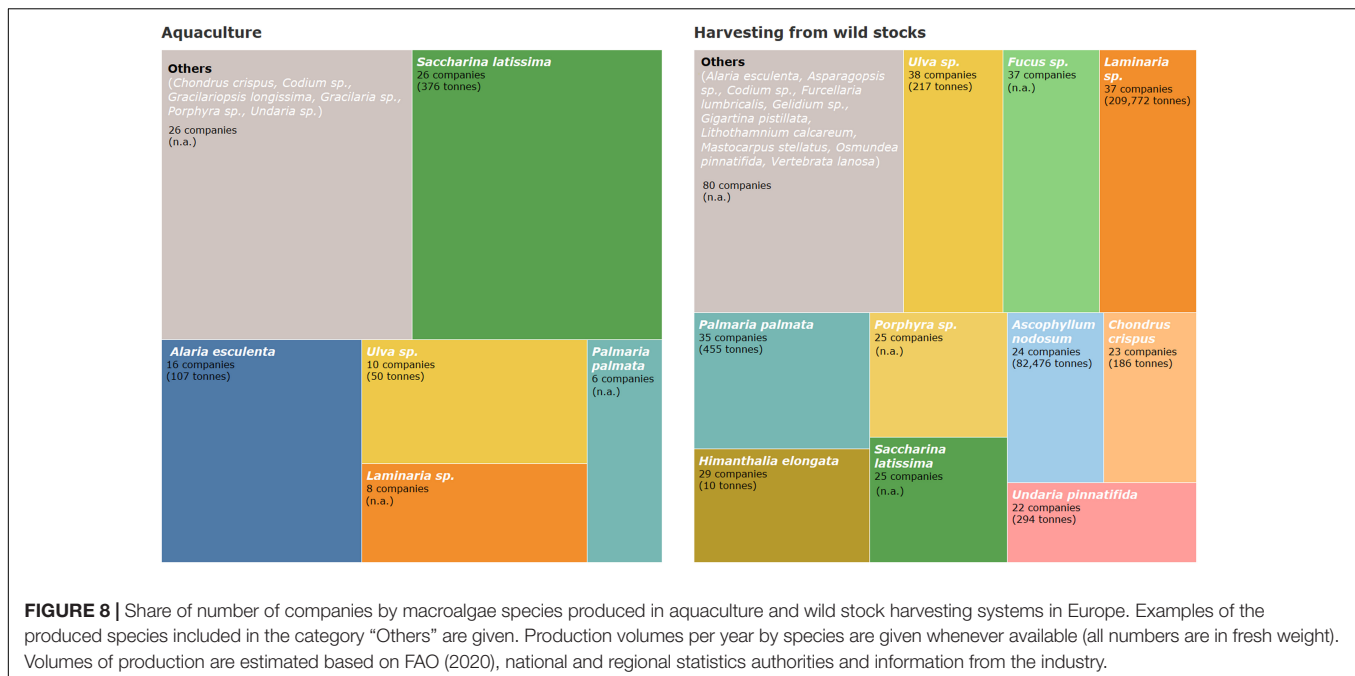 Aquaculture
Others
(Chondrus crispus, Codium sp.,
Gracilariopsis longissima, Gracilaria sp.,
Porphyra sp., Undaria sp.)
26 companies
(n.a.)
Saccharina latissima
26 companies
(376 tonnes)
Alaria esculenta
16 companies
(107 tonnes)
Ulva sp.
10 companies
(50 tonnes)
Laminaria sp.
8 companies
(n.a.)
Palmaria
palmata
6 companies
(n.a.)
Harvesting from wild stocks
Others
(Alaria esculenta, Asparagopsis
sp., Codium sp., Furcellaria
lumbricalis, Gelidium sp.,
Gigartina pistillata,
Lithothamnium calcareum,
Mastocarpus stellatus, Osmundea
pinnatifida, Vertebrata lanosa)
80 companies
(n.a.)
Ulva sp.
38 companies
(217 tonnes)
Fucus sp.
37 companies
(n.a.)
Laminaria
sp.
37 companies
(209,772 tonnes)
Palmaria palmata
35 companies
(455 tonnes)
Himanthalia elongata
29 companies
(10 tonnes)
Porphyra sp.
25 companies
(n.a.)
Saccharina
latissima
25 companies
(n.a.)
Ascophyllum
nodosum
24 companies
(82,476 tonnes)
Chondrus
crispus
23 companies
(186 tonnes)
Undaria pinnatifida
22 companies
(294 tonnes)
FIGURE 8 | Share of number of companies by macroalgae species produced in aquaculture and wild stock harvesting systems in Europe. Examples of the
produced species included in the category “Others” are given. Production volumes per year by species are given whenever available (all numbers are in fresh weight).
Volumes of production are estimated based on FAO (2020), national and regional statistics authorities and information from the industry.